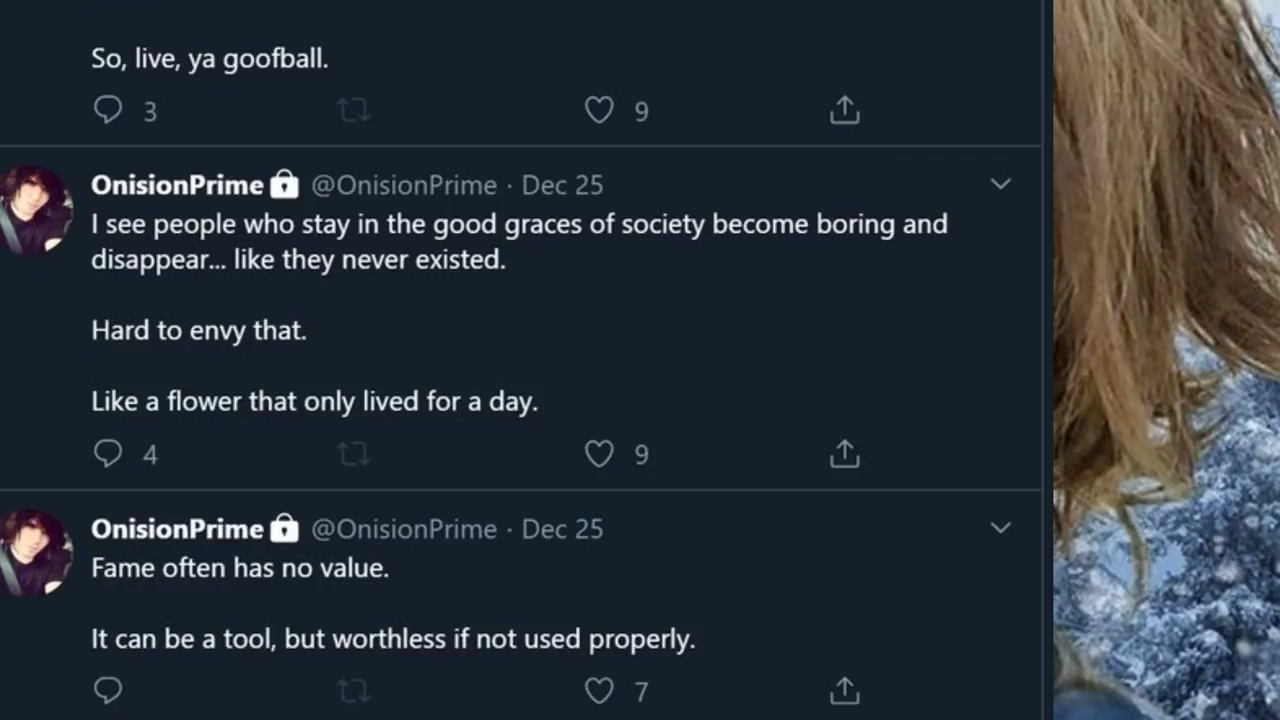 So, live, ya goofball.
3 9
OnisionPrime @OnisionPrime · Dec 25
I see people who stay in the good graces of society become boring and
disappear... like they never existed.
Hard to envy that.
Like a flower that only lived for a day.
4 9
OnisionPrime @OnisionPrime · Dec 25
Fame often has no value.
It can be a tool, but worthless if not used properly.
7